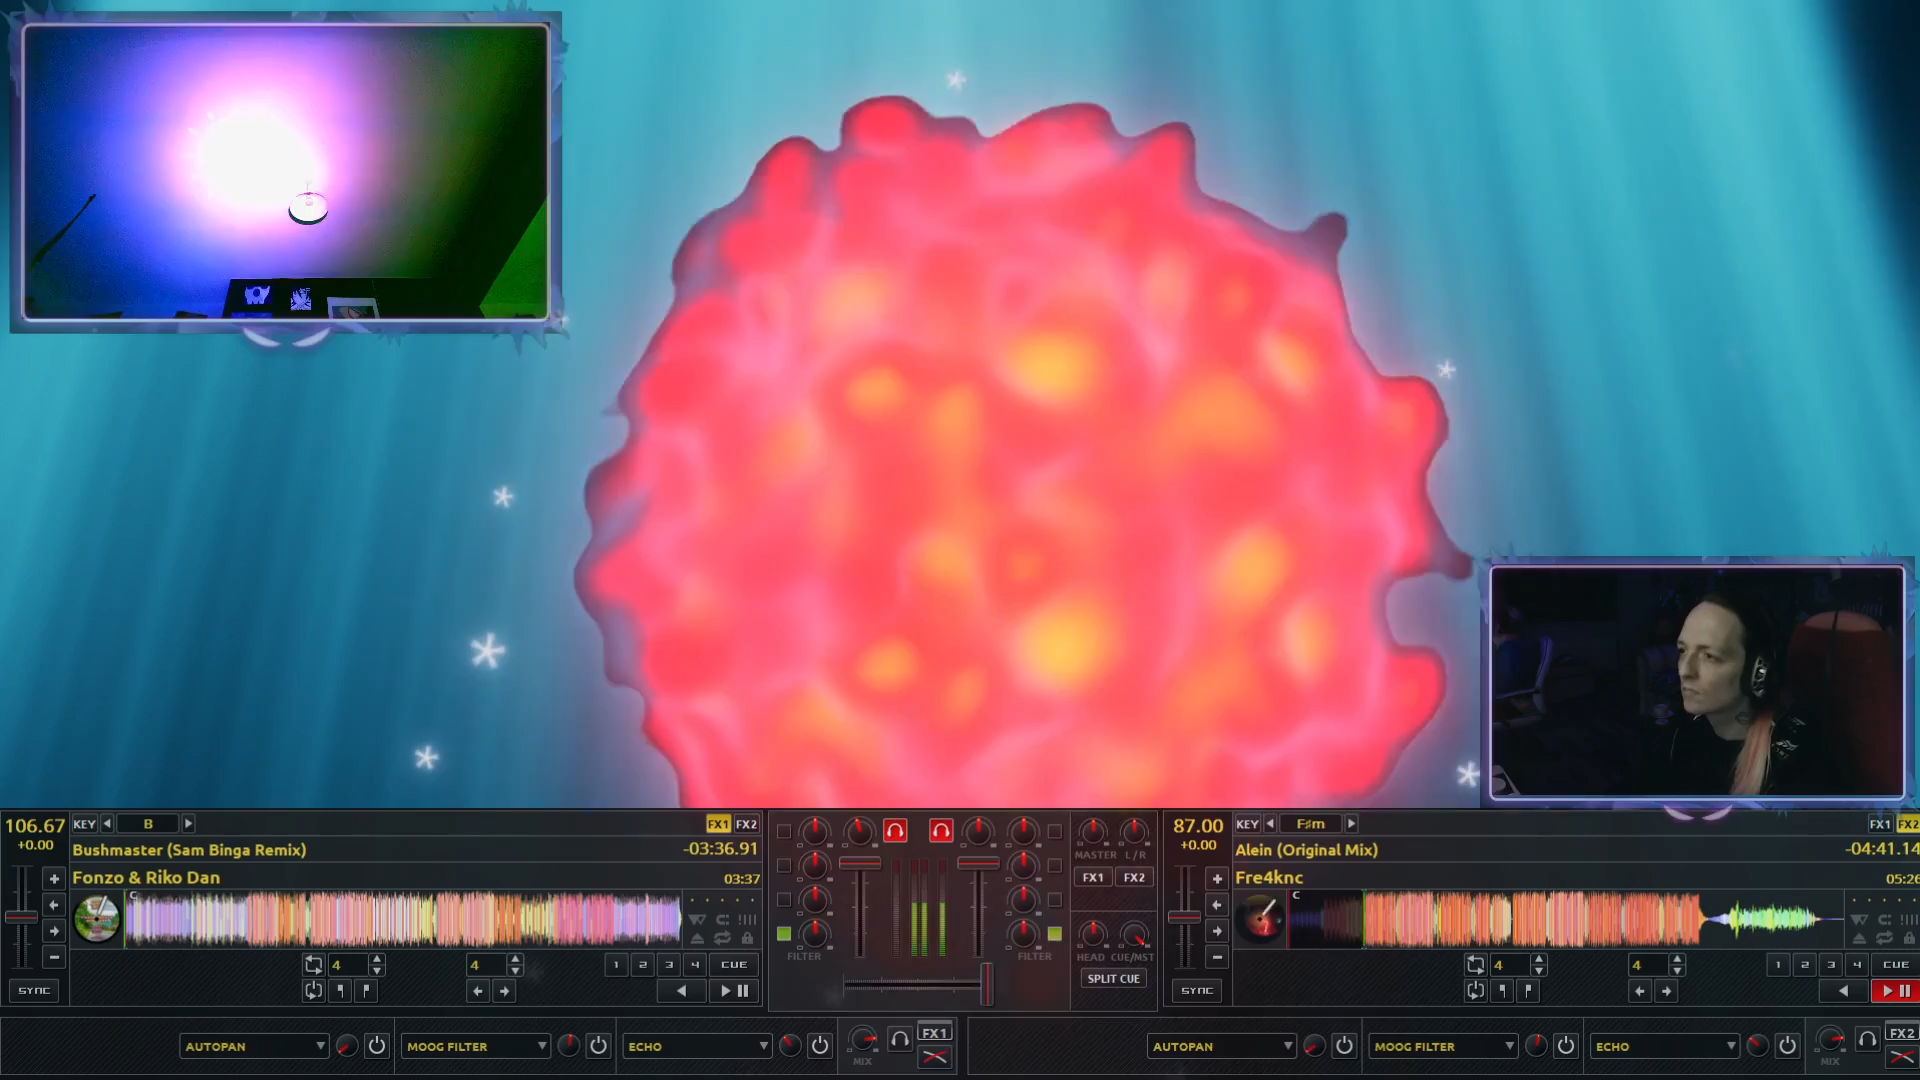 106.67
+0.00
KEY B FX1 FX2
Bushmaster (Sam Binga Remix) -03:36.91
Fonzo & Riko Dan 03:37
C
4 4 1 2 3 4 CUE
SYNC
FILTER FILTER
MASTER L/R
FX1 FX2
HEAD CUE/MST
SPLIT CUE
87.00
+0.00
KEY F♯m FX1 FX2
Alein (Original Mix) -04:41.14
Fre4knc 05:26
C
4 4 1 2 3 4 CUE
SYNC
AUTOPAN MOOG FILTER ECHO MIX FX1
AUTOPAN MOOG FILTER ECHO MIX FX2